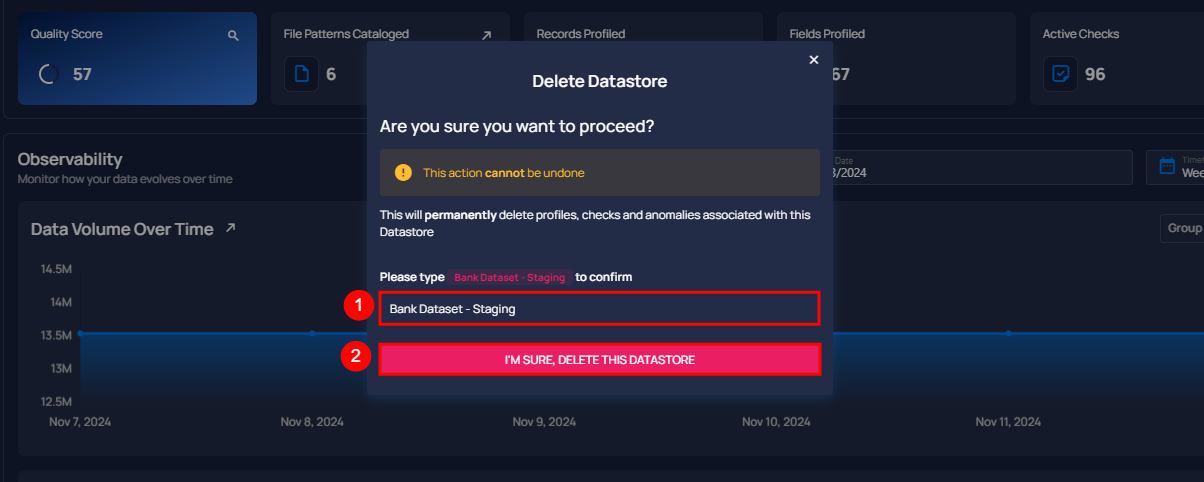 Quality Score
57
File Patterns Cataloged
6
Records Profiled
Fields Profiled
67
Active Checks
96
Delete Datastore
Are you sure you want to proceed?
This action cannot be undone
This will permanently delete profiles, checks and anomalies associated with this
Datastore
Please type Bank Dataset - Staging to confirm
1
Bank Dataset - Staging
2
I'M SURE, DELETE THIS DATASTORE
Observability
Monitor how your data evolves over time
Date
/2024
Data Volume Over Time
Group
14.5M
14M
13.5M
13M
12.5M
Nov 7, 2024
Nov 8, 2024
Nov 9, 2024
Nov 10, 2024
Nov 11, 2024